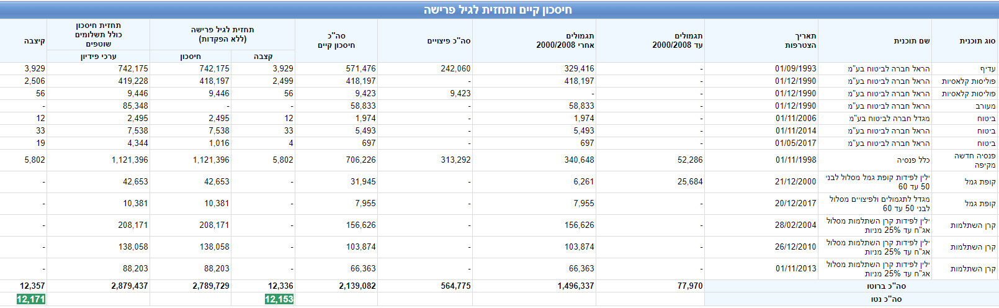 חיסכון קיים ותחזית לגיל פרישה
סוג תוכנית שם תוכנית תאריך הצטרפות תגמולים עד 2000/2008 תגמולים אחרי 2000/2008 סה"כ פיצויים סה"כ חיסכון קיים תחזית לגיל פרישה (ללא הפקדות) תחזית חיסכון כולל תשלומים שוטפים קיצבה
קצבה חיסכון ערכי פידיון
עדיף הראל חברה לביטוח בע"מ 01/09/1993 - 329,416 242,060 571,476 3,929 742,175 742,175 3,929
פוליסות קלאסיות הראל חברה לביטוח בע"מ 01/12/1990 - 418,197 - 418,197 2,499 418,197 419,228 2,506
פוליסות קלאסיות הראל חברה לביטוח בע"מ 01/12/1990 - - 9,423 9,423 56 9,446 9,446 56
מעורב הראל חברה לביטוח בע"מ 01/12/1990 - 58,833 - 58,833 - - 85,348 -
ביטוח מגדל חברה לביטוח בע"מ 01/11/2006 - 1,974 - 1,974 12 2,495 2,495 12
ביטוח הראל חברה לביטוח בע"מ 01/11/2014 - 5,493 - 5,493 33 7,538 7,538 33
ביטוח הראל חברה לביטוח בע"מ 01/05/2017 - 697 - 697 4 1,016 4,344 19
פנסיה חדשה מקיפה כלל פנסיה 01/11/1998 52,286 340,648 313,292 706,226 5,802 1,121,396 1,121,396 5,802
קופת גמל ילין לפידות קופת גמל מסלול לבני 50 עד 60 21/12/2000 25,684 6,261 - 31,945 - 42,653 42,653 -
קופת גמל מגדל לתגמולים ולפיצויים מסלול לבני 50 עד 60 20/12/2017 - 7,955 - 7,955 - 10,381 10,381 -
קרן השתלמות ילין לפידות קרן השתלמות מסלול אג"ח עד 25% מניות 28/02/2004 - 156,626 - 156,626 - 208,171 208,171 -
קרן השתלמות ילין לפידות קרן השתלמות מסלול אג"ח עד 25% מניות 26/12/2010 - 103,874 - 103,874 - 138,058 138,058 -
קרן השתלמות ילין לפידות קרן השתלמות מסלול אג"ח עד 25% מניות 01/11/2013 - 66,363 - 66,363 - 88,203 88,203 -
סה"כ ברוטו 77,970 1,496,337 564,775 2,139,082 12,336 2,789,729 2,879,437 12,357
סה"כ נטו 12,153 12,171